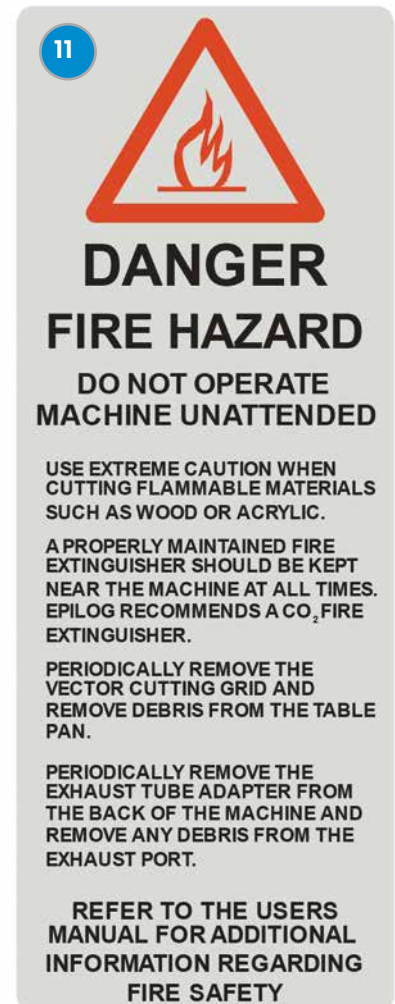 11
DANGER
FIRE HAZARD
DO NOT OPERATE
MACHINE UNATTENDED
USE EXTREME CAUTION WHEN
CUTTING FLAMMABLE MATERIALS
SUCH AS WOOD OR ACRYLIC.
A PROPERLY MAINTAINED FIRE
EXTINGUISHER SHOULD BE KEPT
NEAR THE MACHINE AT ALL TIMES.
EPILOG RECOMMENDS A CO₂ FIRE
EXTINGUISHER.
PERIODICALLY REMOVE THE
VECTOR CUTTING GRID AND
REMOVE DEBRIS FROM THE TABLE
PAN.
PERIODICALLY REMOVE THE
EXHAUST TUBE ADAPTER FROM
THE BACK OF THE MACHINE AND
REMOVE ANY DEBRIS FROM THE
EXHAUST PORT.
REFER TO THE USERS
MANUAL FOR ADDITIONAL
INFORMATION REGARDING
FIRE SAFETY